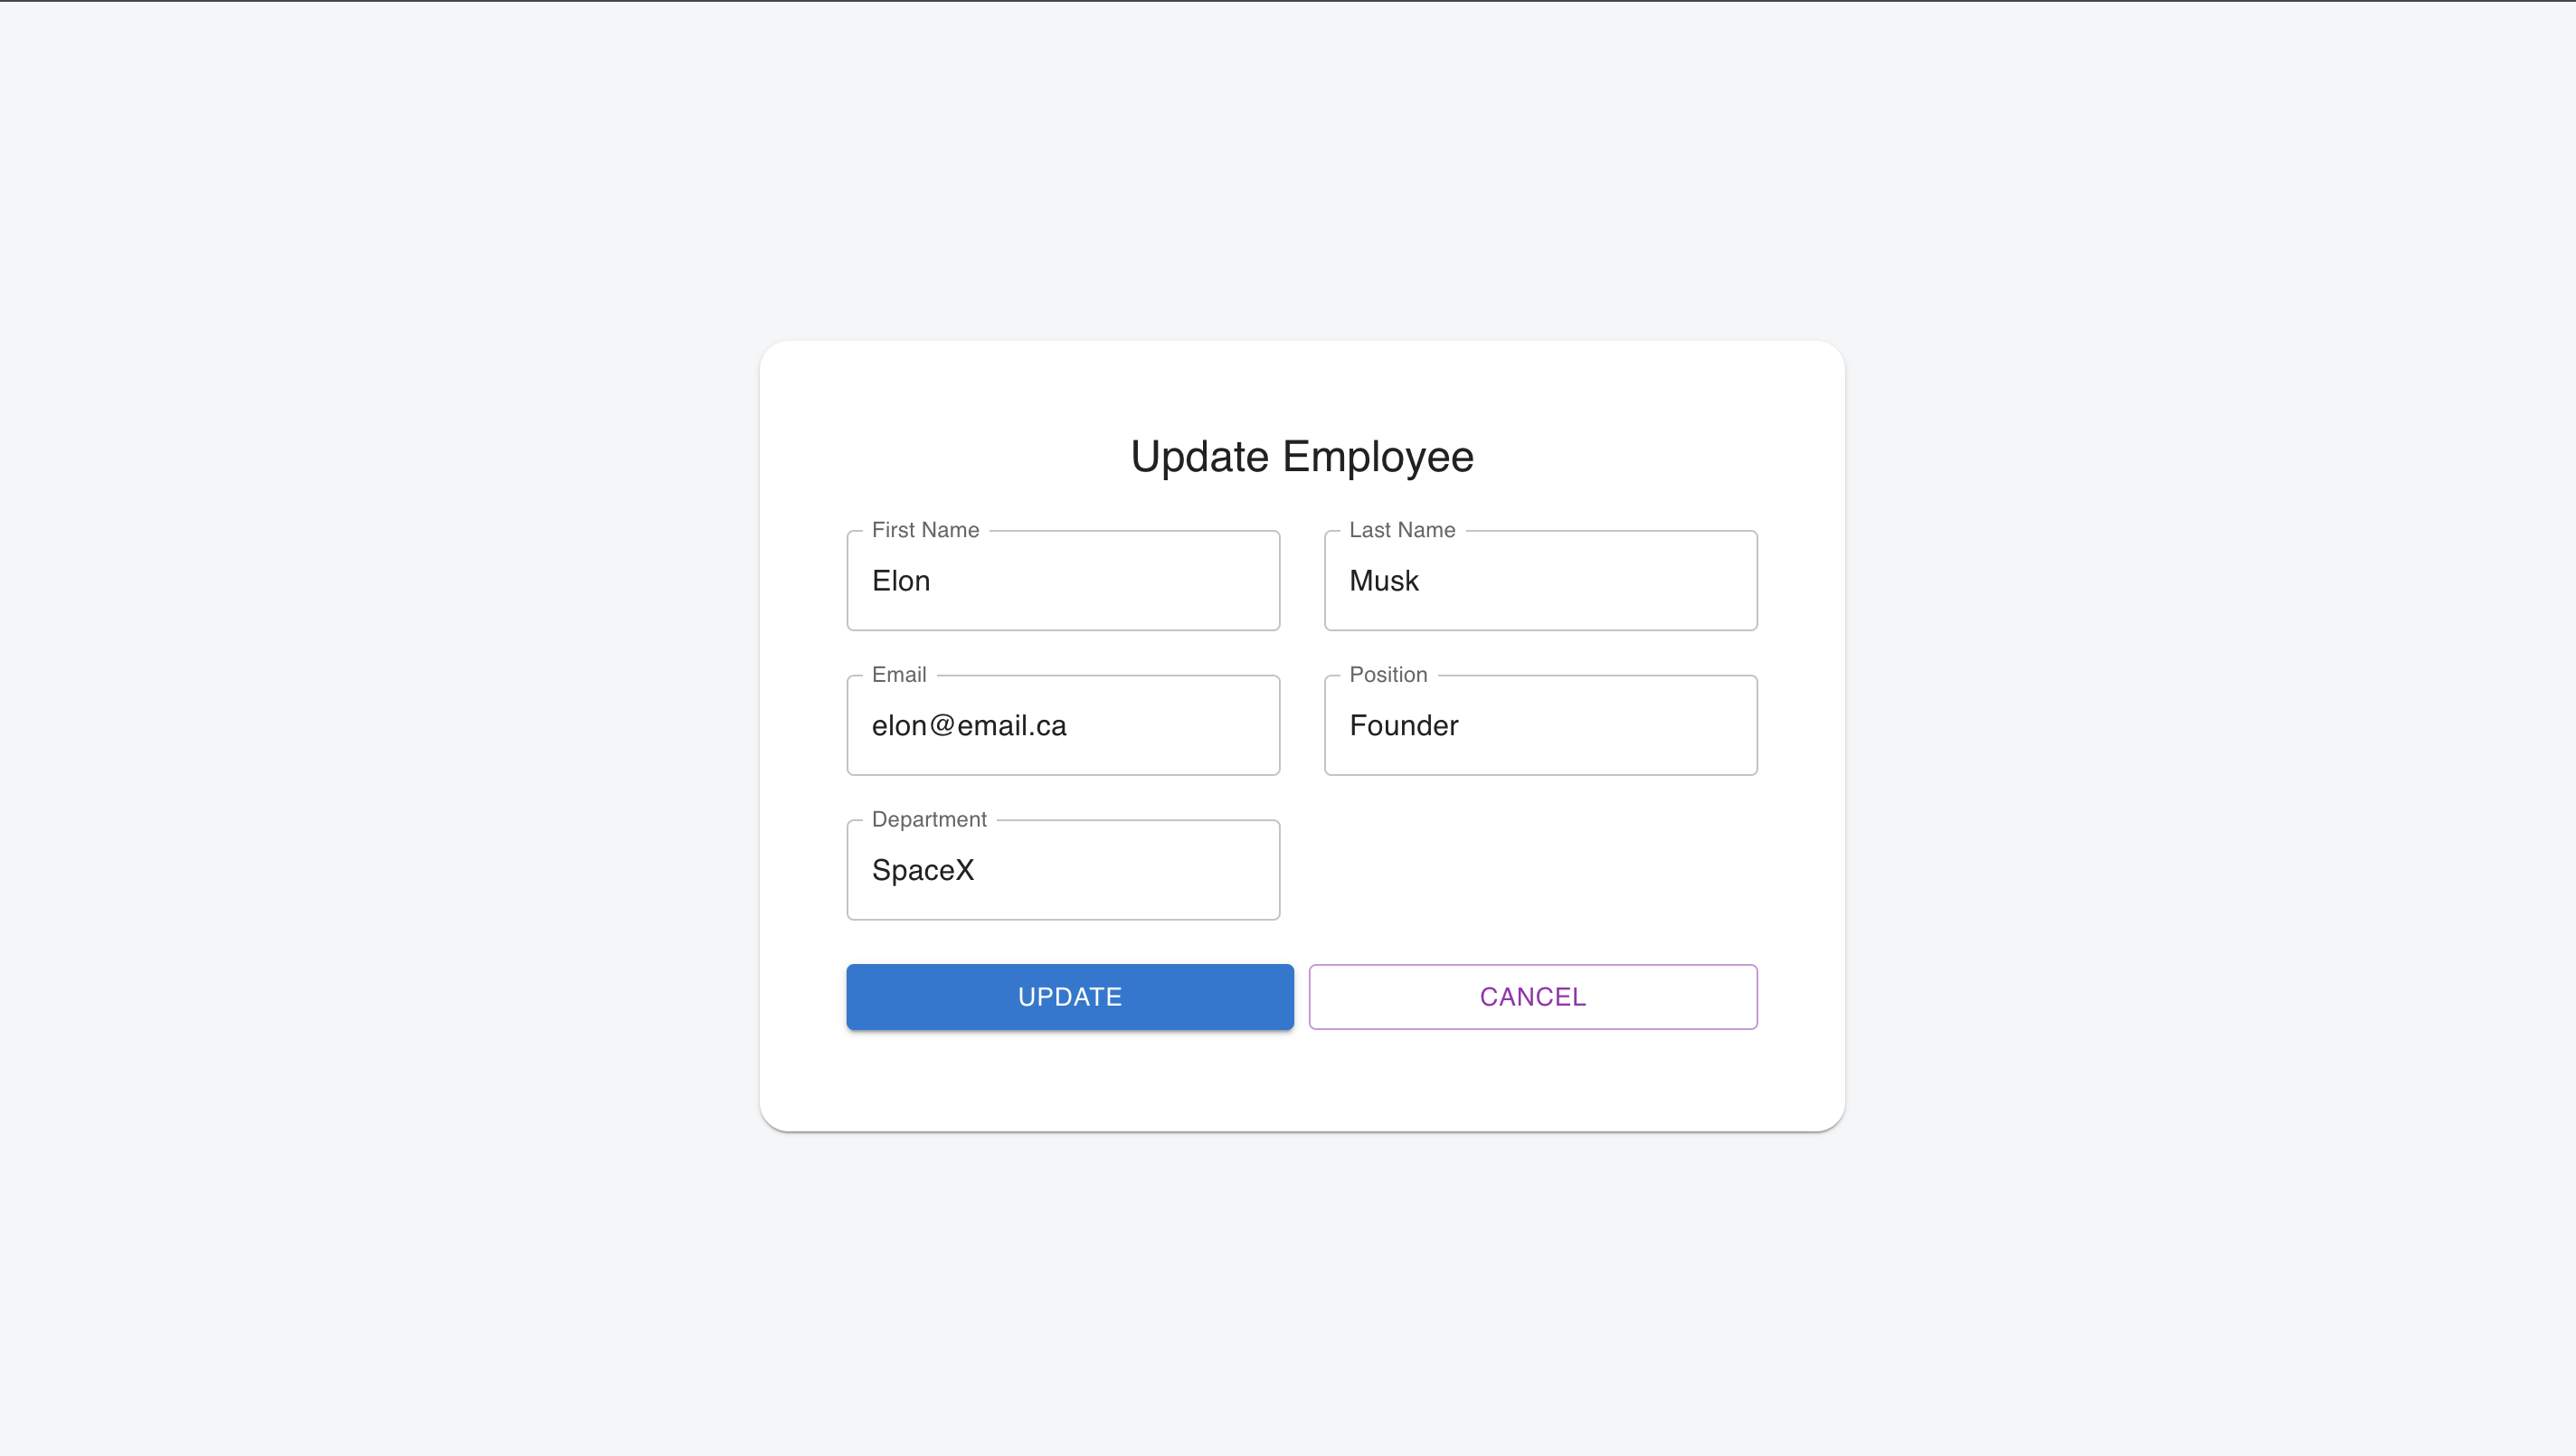 Update Employee
First Name
Last Name
Elon
Musk
Email
Position
elon@email.ca
Founder
Department
SpaceX
UPDATE
CANCEL